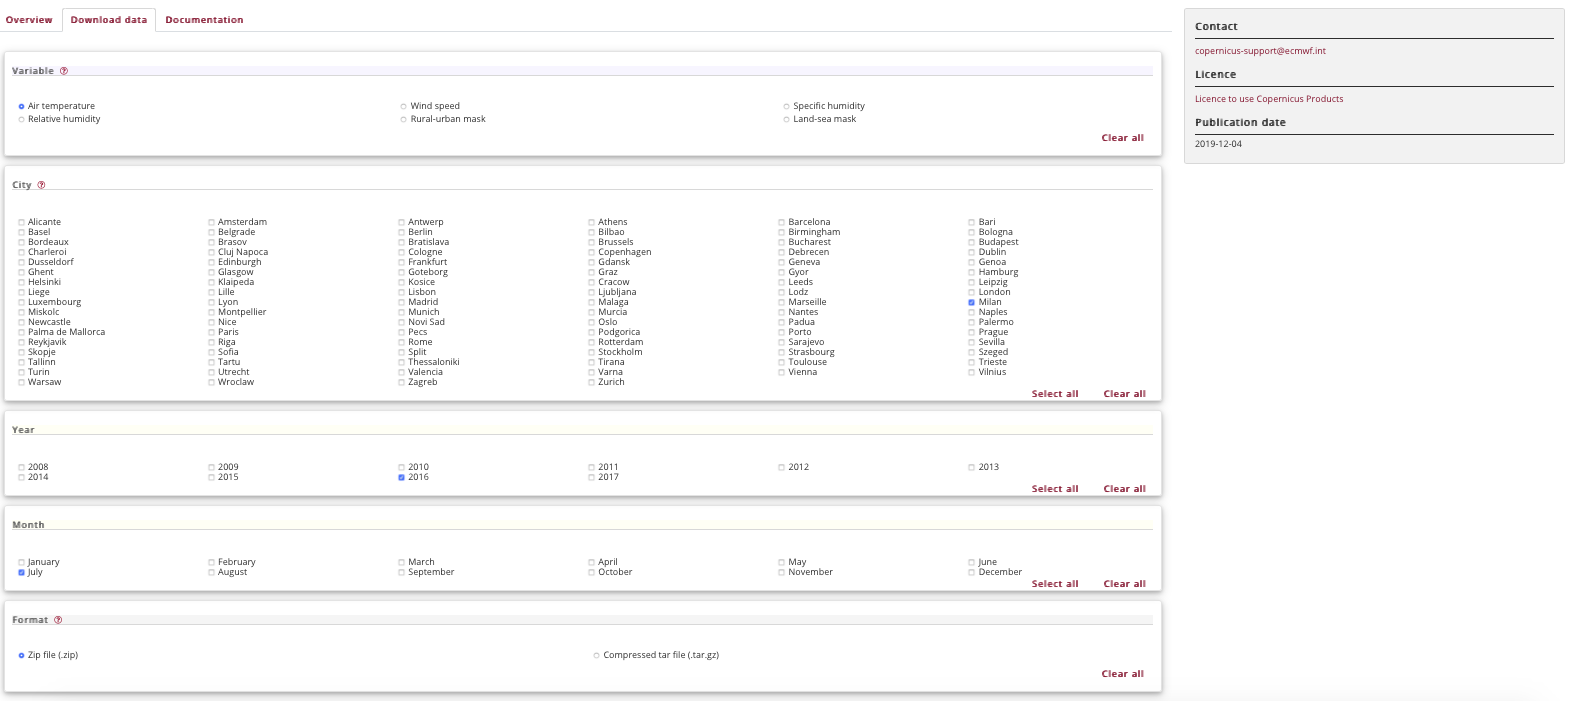 Overview Download data Documentation
Variable ?
Air temperature Wind speed Specific humidity
Relative humidity Rural-urban mask Land-sea mask
Clear all
City ?
Alicante Amsterdam Antwerp Athens Barcelona Bari
Basel Belgrade Berlin Bilbao Birmingham Bologna
Bordeaux Brasov Bratislava Brussels Bucharest Budapest
Charleroi Cluj Napoca Cologne Copenhagen Debrecen Dublin
Dusseldorf Edinburgh Frankfurt Gdansk Geneva Genoa
Ghent Glasgow Goteborg Graz Gyor Hamburg
Helsinki Klaipeda Kosice Cracow Leeds Leipzig
Liege Lille Lisbon Ljubljana Lodz London
Luxembourg Lyon Madrid Malaga Marseille Milan
Miskolc Montpellier Munich Murcia Nantes Naples
Newcastle Nice Novi Sad Oslo Padua Palermo
Palma de Mallorca Paris Pecs Podgorica Porto Prague
Reykjavik Riga Rome Rotterdam Sarajevo Sevilla
Skopje Sofia Split Stockholm Strasbourg Szeged
Tallinn Tartu Thessaloniki Tirana Toulouse Trieste
Turin Utrecht Valencia Varna Vienna Vilnius
Warsaw Wroclaw Zagreb Zurich
Select all Clear all
Year
2008 2009 2010 2011 2012 2013
2014 2015 2016 2017
Select all Clear all
Month
January February March April May June
July August September October November December
Select all Clear all
Format ?
Zip file (.zip) Compressed tar file (.tar.gz)
Clear all
Contact
copernicus-support@ecmwf.int
Licence
Licence to use Copernicus Products
Publication date
2019-12-04